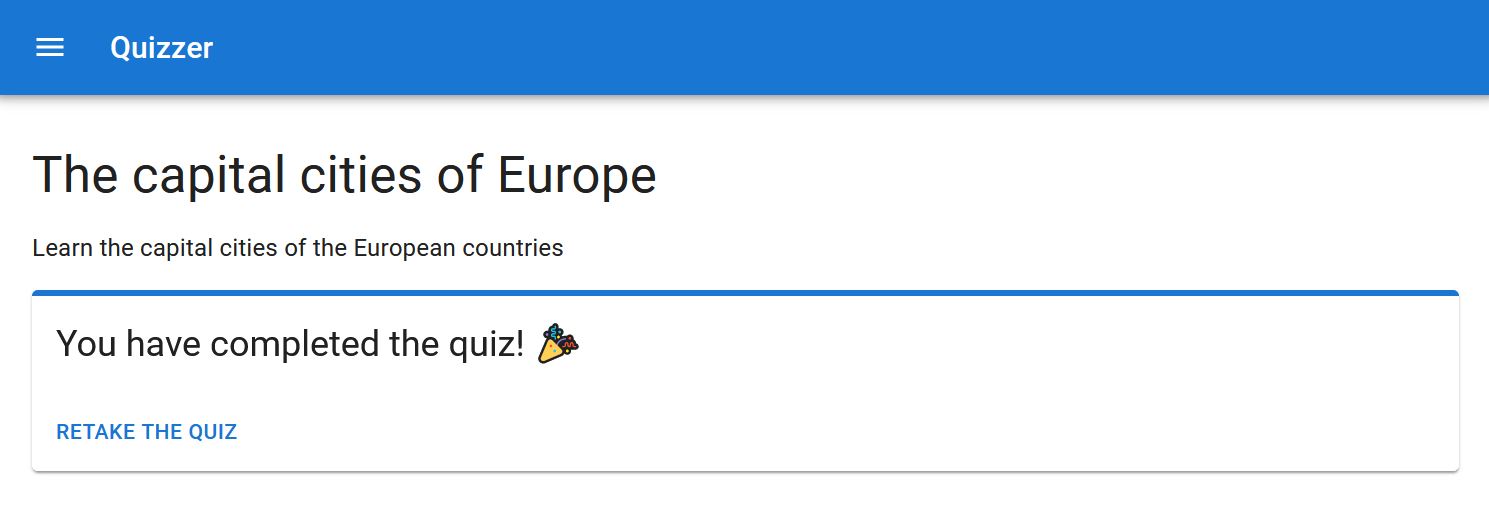 Quizzer
The capital cities of Europe
Learn the capital cities of the European countries
You have completed the quiz! 🎉
RETAKE THE QUIZ